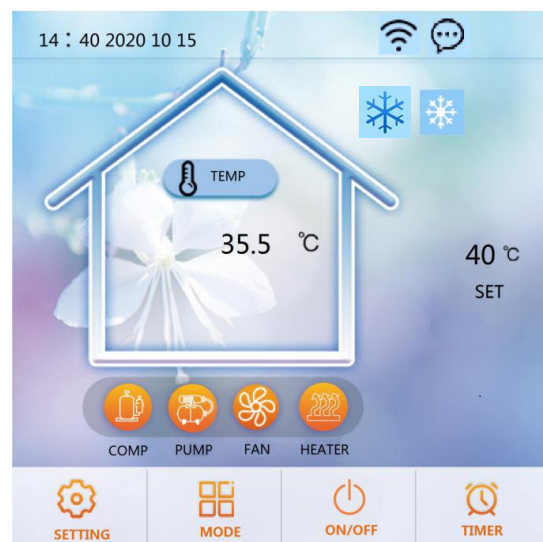 14：40 2020 10 15
TEMP
35.5 ℃
40 ℃
SET
COMP PUMP FAN HEATER
SETTING MODE ON/OFF TIMER